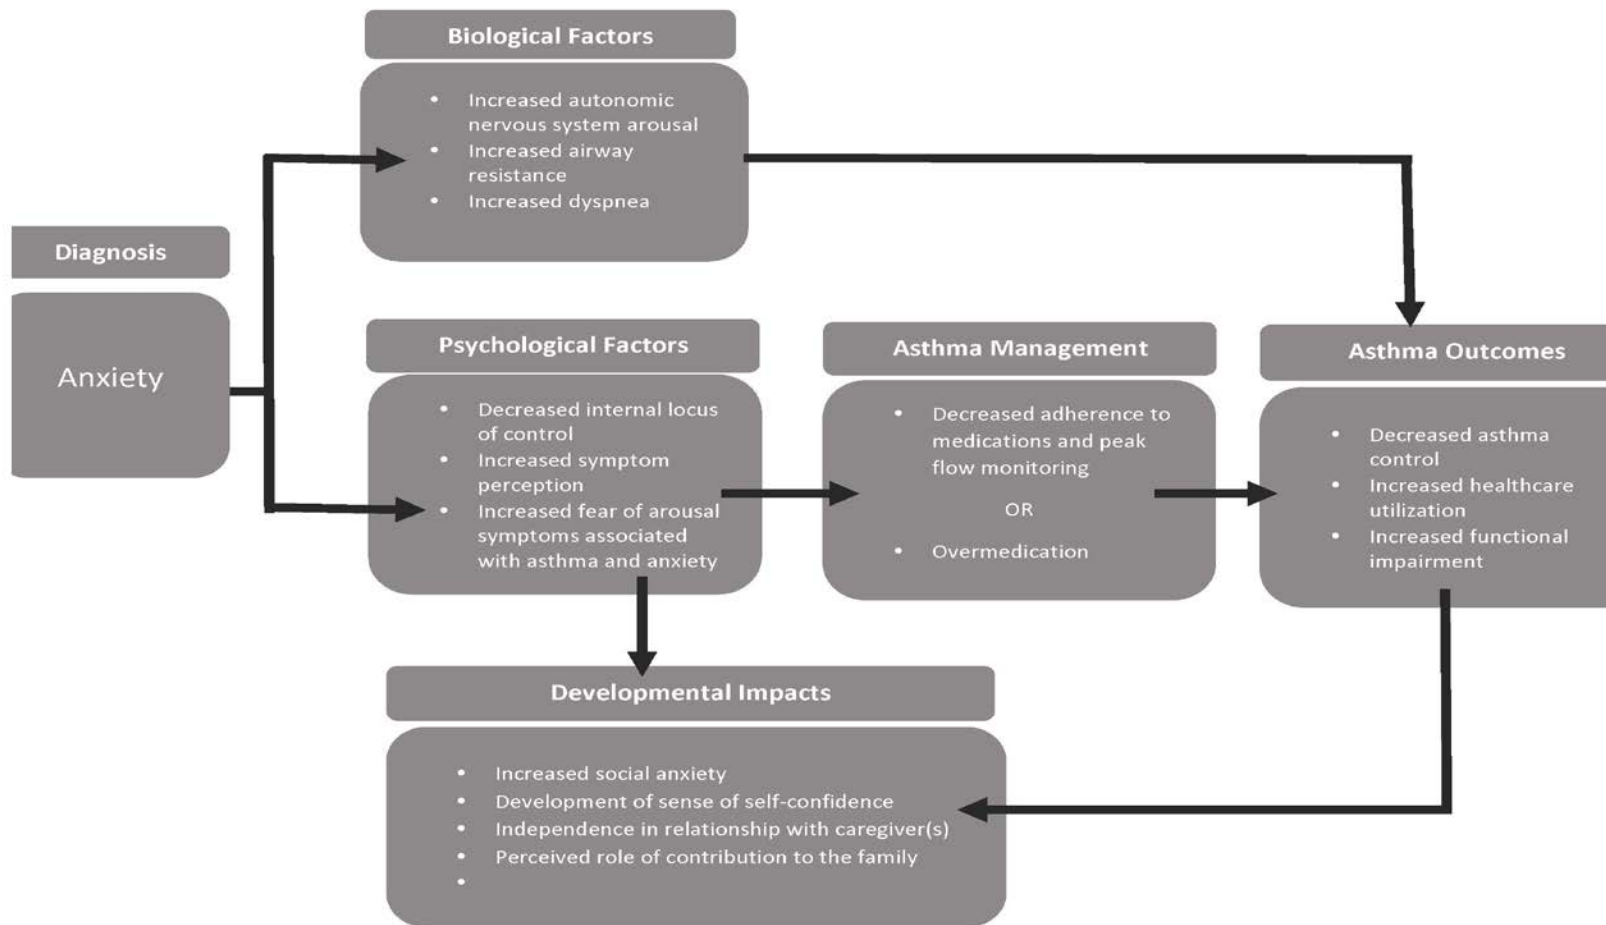 Biological Factors
• Increased autonomic
nervous system arousal
• Increased airway
resistance
• Increased dyspnea
Diagnosis
Anxiety
Psychological Factors
• Decreased internal locus
of control
• Increased symptom
perception
• Increased fear of arousal
symptoms associated
with asthma and anxiety
Asthma Management
• Decreased adherence to
medications and peak
flow monitoring
OR
• Overmedication
Asthma Outcomes
• Decreased asthma
control
• Increased healthcare
utilization
• Increased functional
impairment
Developmental Impacts
• Increased social anxiety
• Development of sense of self-confidence
• Independence in relationship with caregiver(s)
• Perceived role of contribution to the family
•